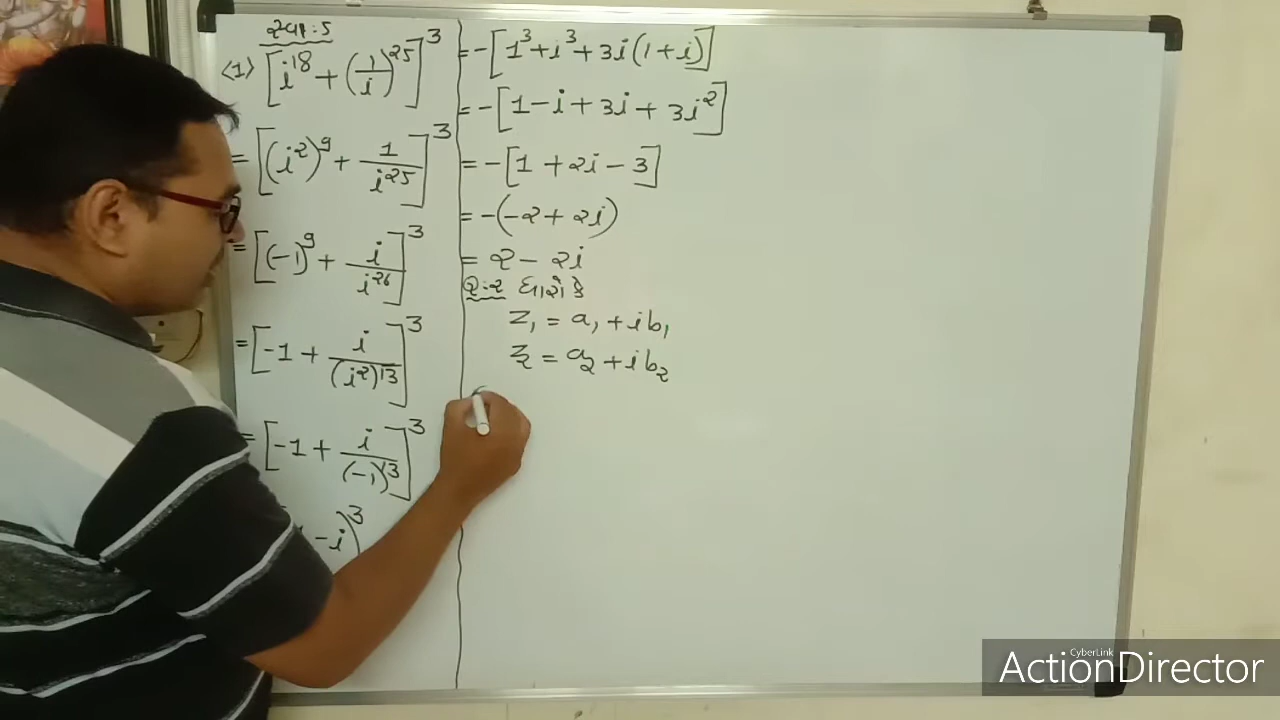 સ્વા:5
<1> [i^18 + (1/i)^25]^3
= [(i^2)^9 + 1/i^25]^3
= [(-1)^9 + i/i^26]^3
= [-1 + i/(i^2)^13]^3
= [-1 + i/(-1)^13]^3
- i)^3
= -[1^3 + i^3 + 3i(1 + i)]
= -[1 - i + 3i + 3i^2]
= -[1 + 2i - 3]
= -(-2 + 2i)
= 2 - 2i
ધારો કે
z₁ = a₁ + ib₁
z₂ = a₂ + ib₂
CyberLink
ActionDirector